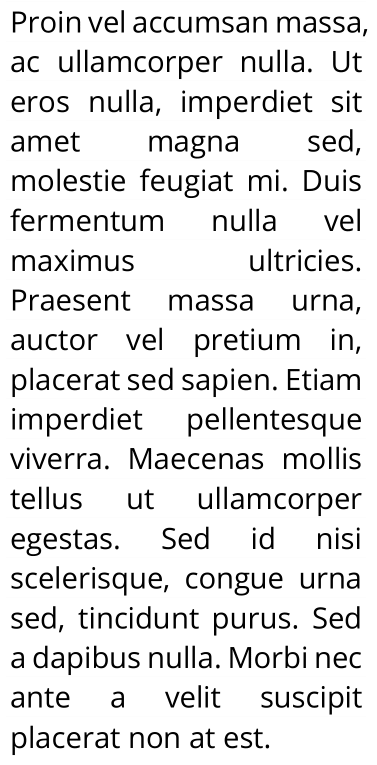 Proin vel accumsan massa,
ac ullamcorper nulla. Ut
eros nulla, imperdiet sit
amet magna sed,
molestie feugiat mi. Duis
fermentum nulla vel
maximus ultricies.
Praesent massa urna,
auctor vel pretium in,
placerat sed sapien. Etiam
imperdiet pellentesque
viverra. Maecenas mollis
tellus ut ullamcorper
egestas. Sed id nisi
scelerisque, congue urna
sed, tincidunt purus. Sed
a dapibus nulla. Morbi nec
ante a velit suscipit
placerat non at est.